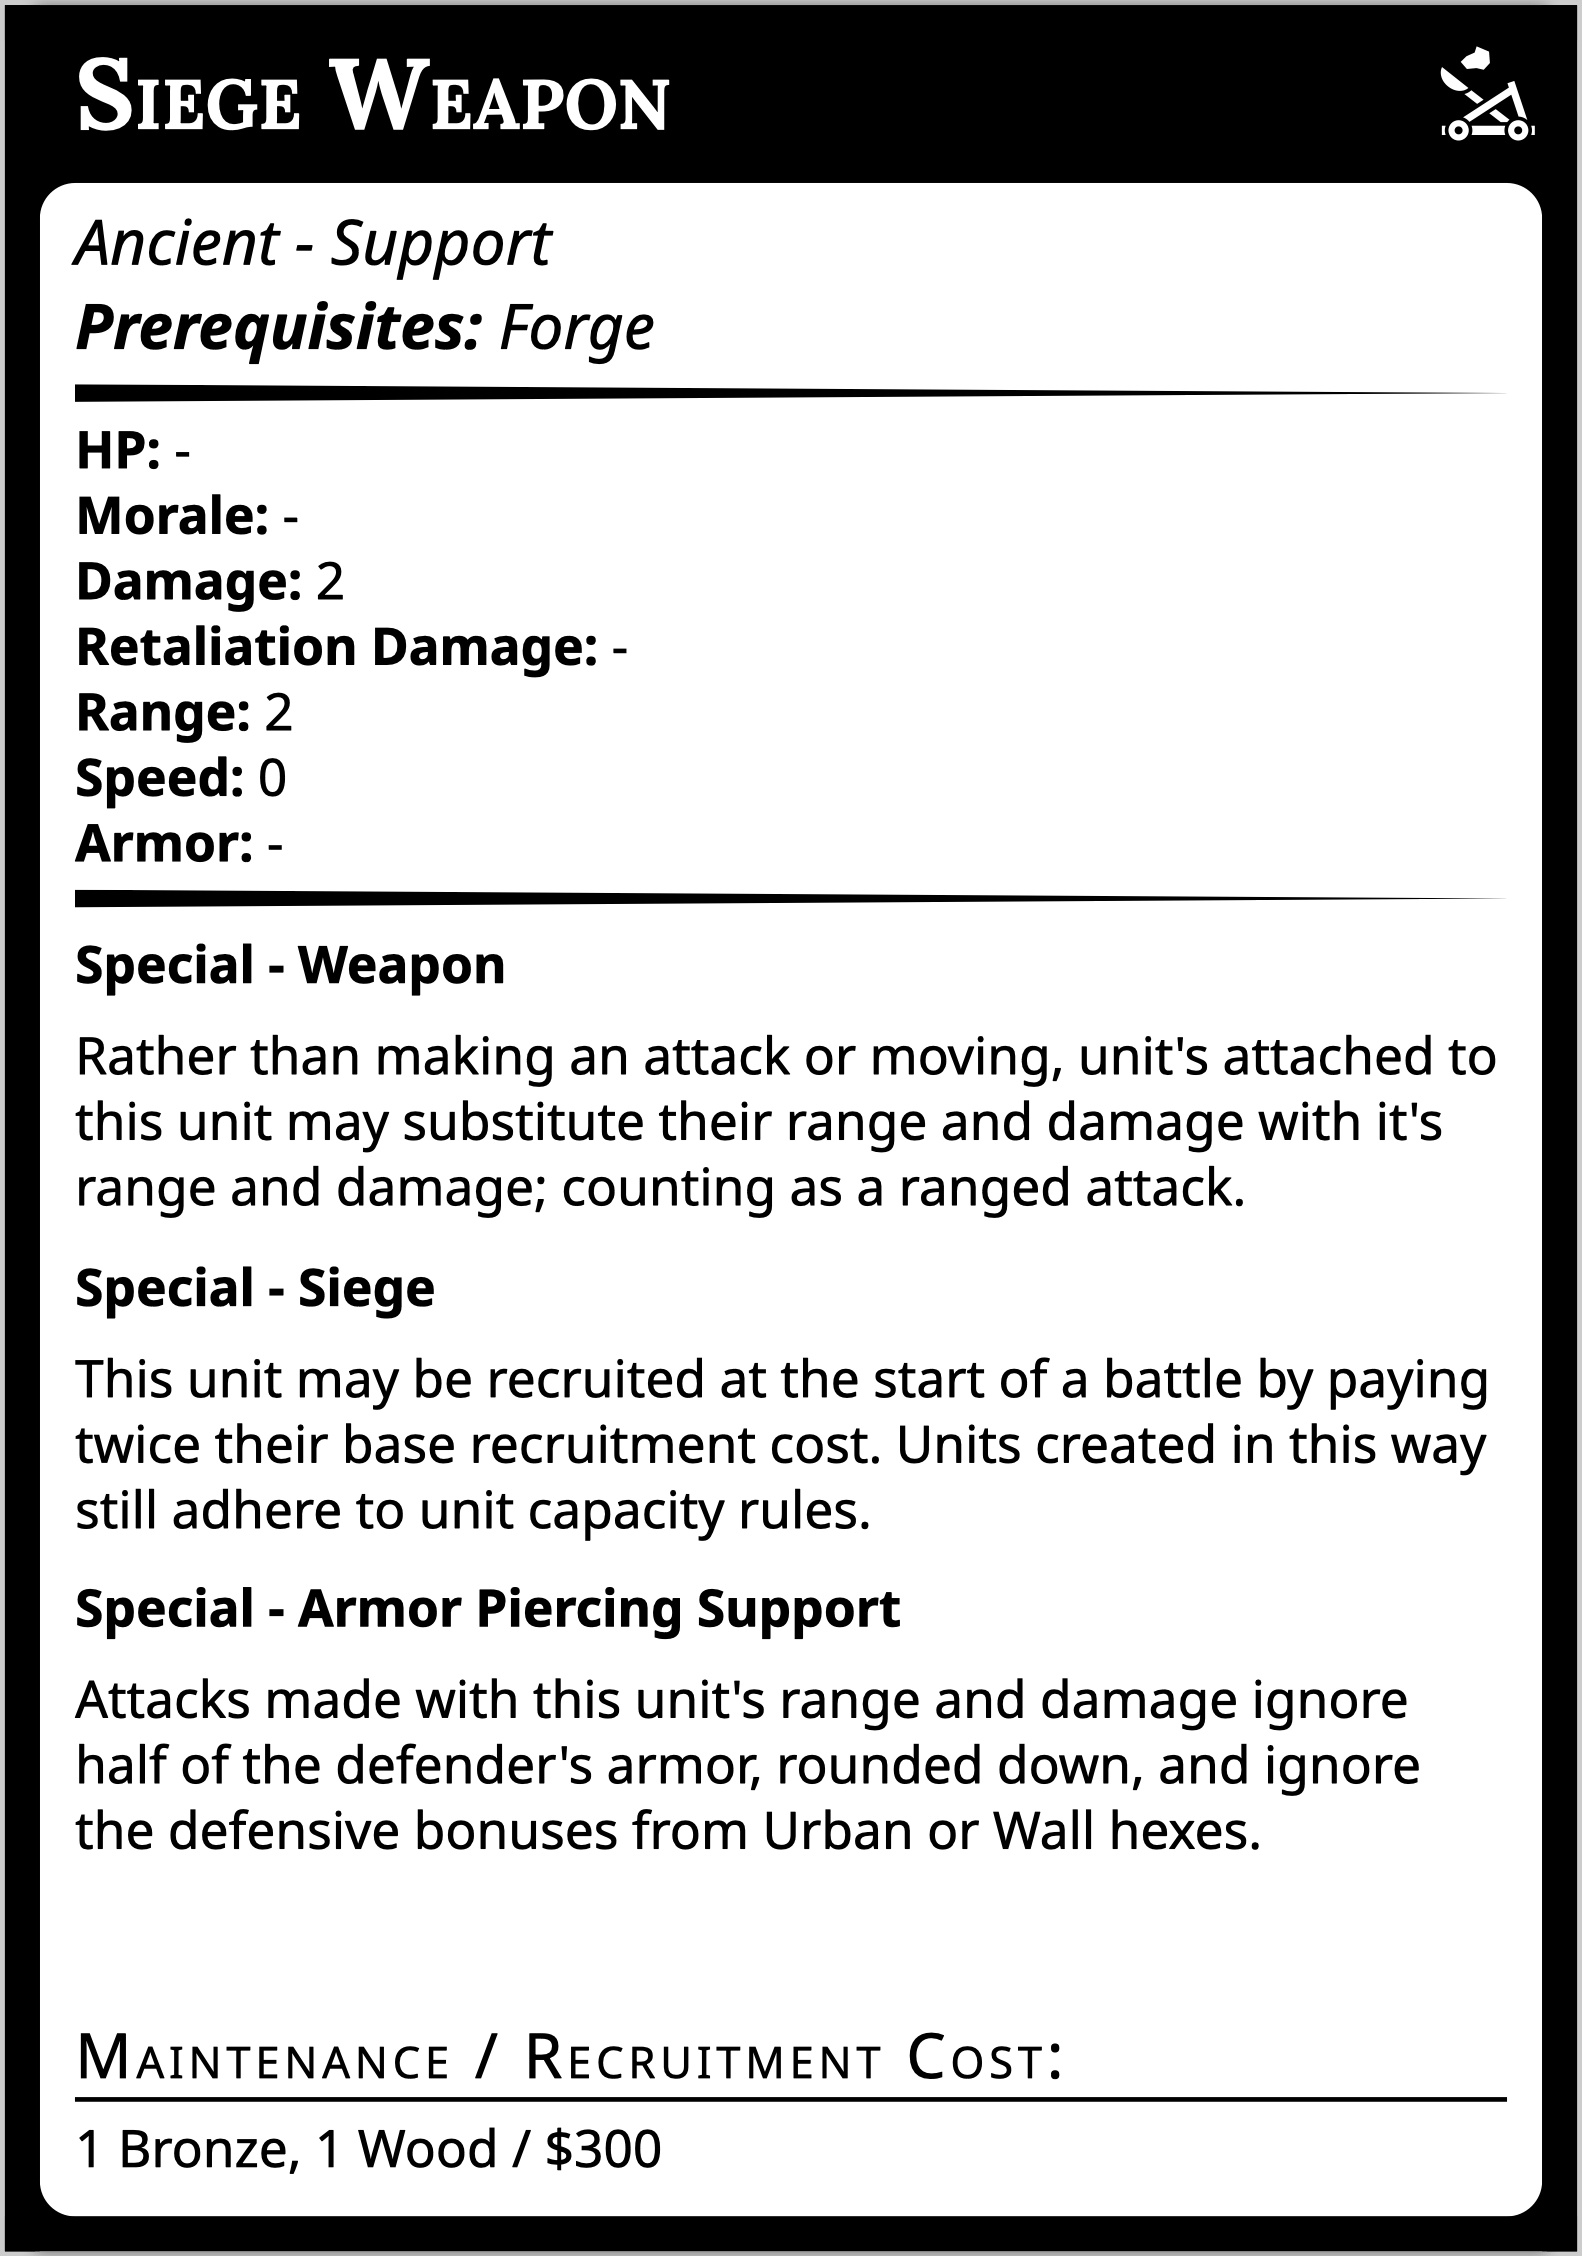 Siege Weapon
Ancient - Support
Prerequisites: Forge
HP: -
Morale: -
Damage: 2
Retaliation Damage: -
Range: 2
Speed: 0
Armor: -
Special - Weapon
Rather than making an attack or moving, unit's attached to
this unit may substitute their range and damage with it's
range and damage; counting as a ranged attack.
Special - Siege
This unit may be recruited at the start of a battle by paying
twice their base recruitment cost. Units created in this way
still adhere to unit capacity rules.
Special - Armor Piercing Support
Attacks made with this unit's range and damage ignore
half of the defender's armor, rounded down, and ignore
the defensive bonuses from Urban or Wall hexes.
Maintenance / Recruitment Cost:
1 Bronze, 1 Wood / $300